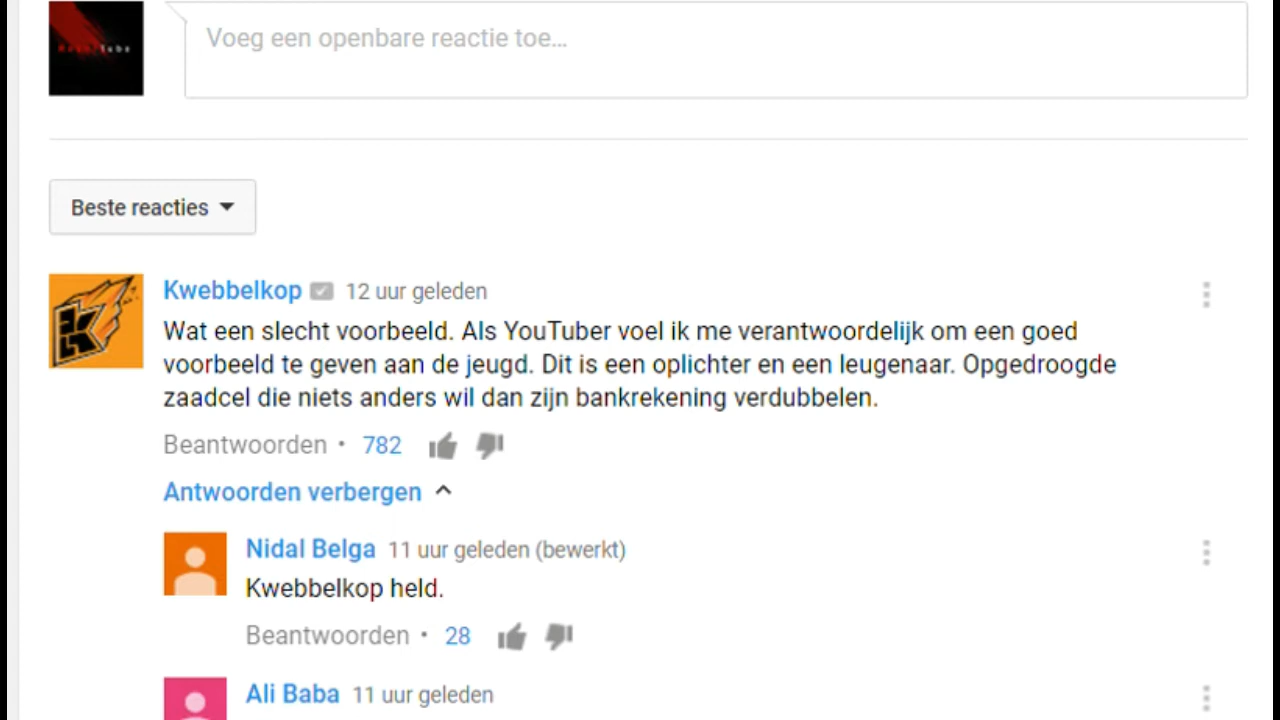 Voeg een openbare reactie toe...
Beste reacties
Kwebbelkop 12 uur geleden
Wat een slecht voorbeeld. Als YouTuber voel ik me verantwoordelijk om een goed
voorbeeld te geven aan de jeugd. Dit is een oplichter en een leugenaar. Opgedroogde
zaadcel die niets anders wil dan zijn bankrekening verdubbelen.
Beantwoorden • 782
Antwoorden verbergen
Nidal Belga 11 uur geleden (bewerkt)
Kwebbelkop held.
Beantwoorden • 28
Ali Baba 11 uur geleden